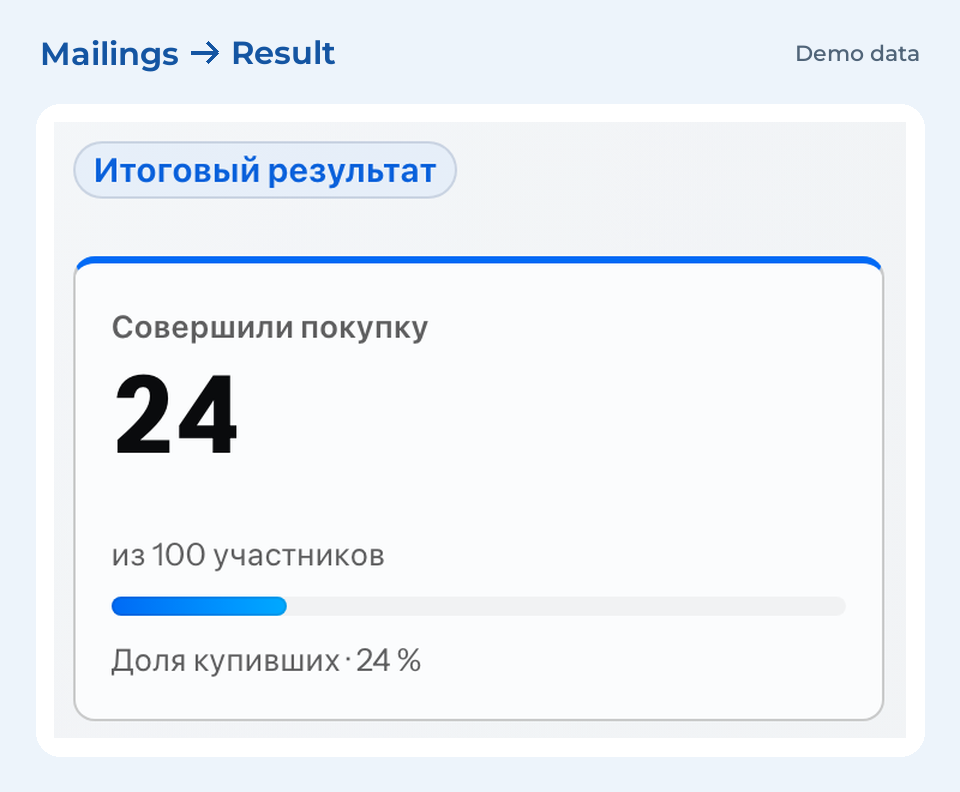 Mailings → Result
Demo data
Итоговый результат
Совершили покупку
24
из 100 участников
Доля купивших · 24 %